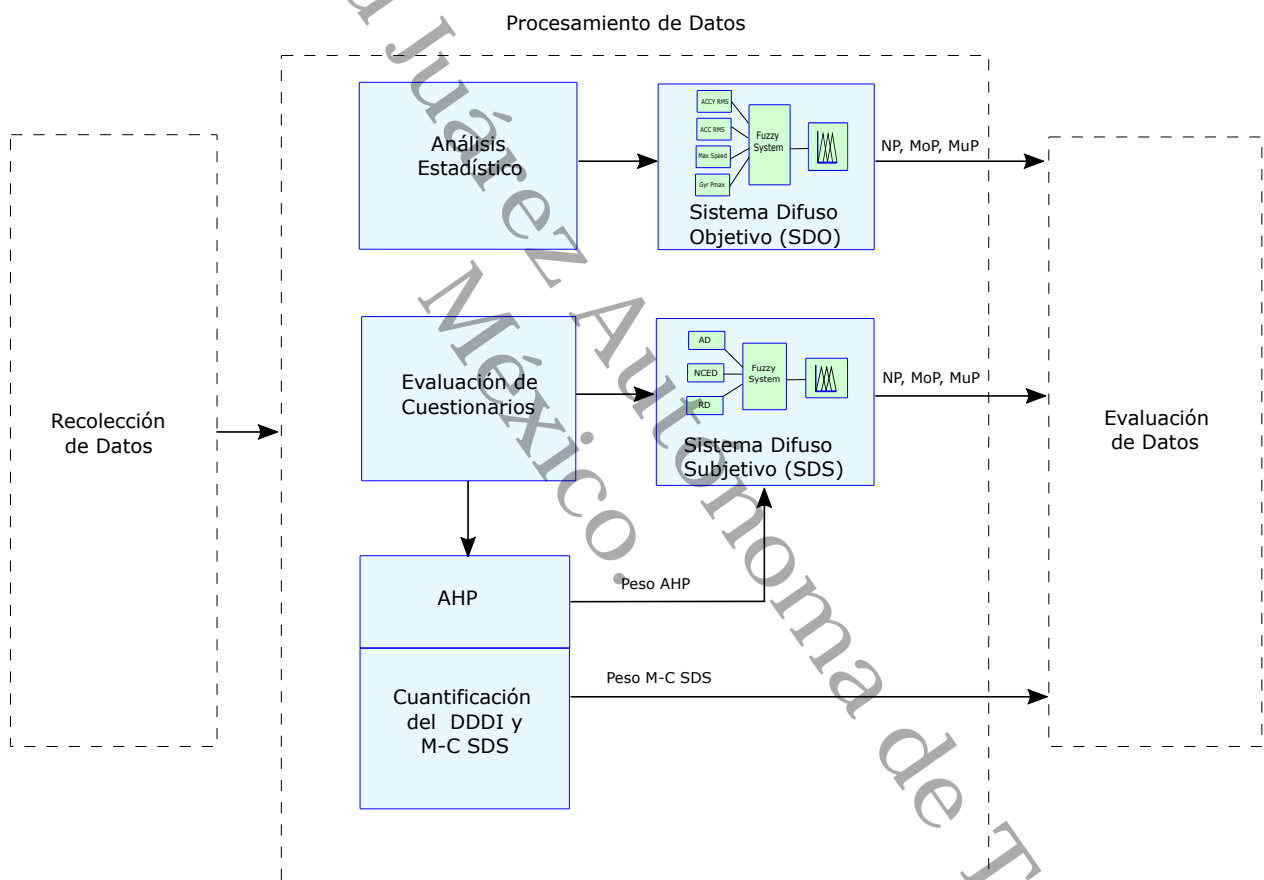 Procesamiento de Datos
Recolección
de Datos
Análisis
Estadístico
ACCY RMS
ACC RMS
Max Speed
Gyr Pmax
Fuzzy
System
Sistema Difuso
Objetivo (SDO)
NP, MoP, MuP
Evaluación de
Cuestionarios
AD
NCED
RD
Fuzzy
System
Sistema Difuso
Subjetivo (SDS)
NP, MoP, MuP
AHP
Peso AHP
Cuantificación
del DDDI y
M-C SDS
Peso M-C SDS
Evaluación
de Datos
Juárez Autónoma de T
México.